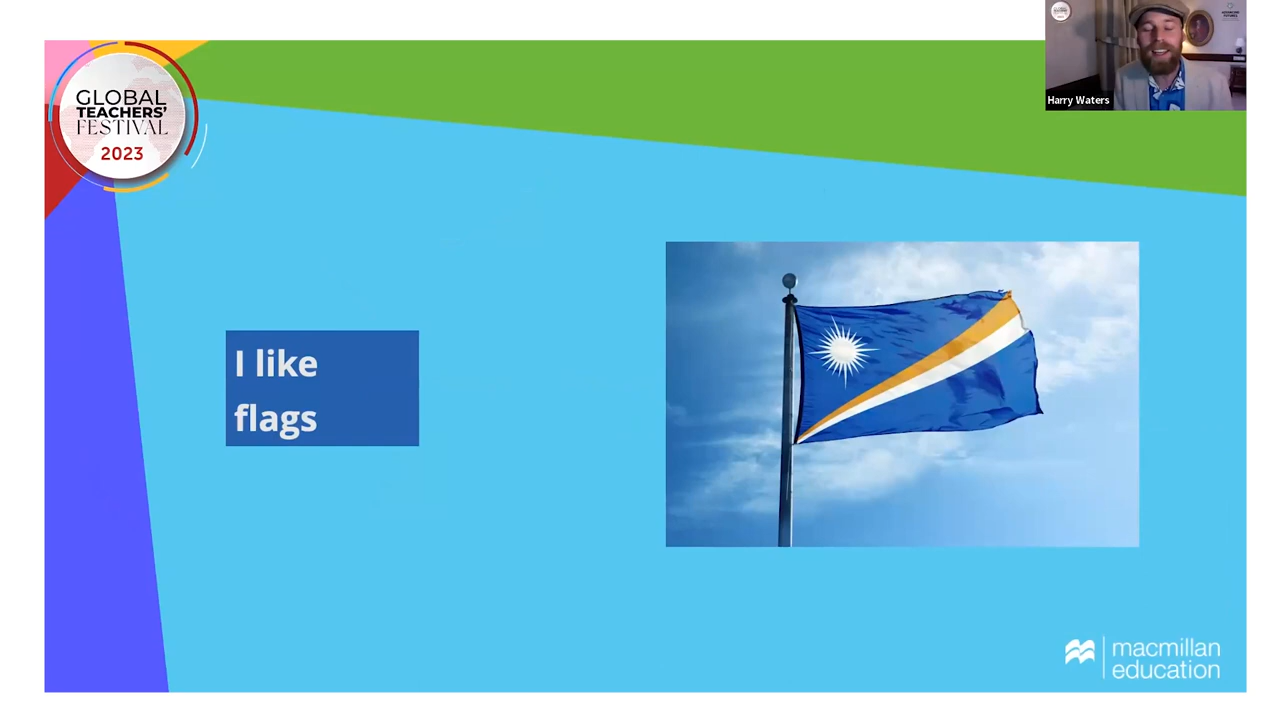 GLOBAL
TEACHERS'
FESTIVAL
2023
Harry Waters
I like
flags
macmillan
education